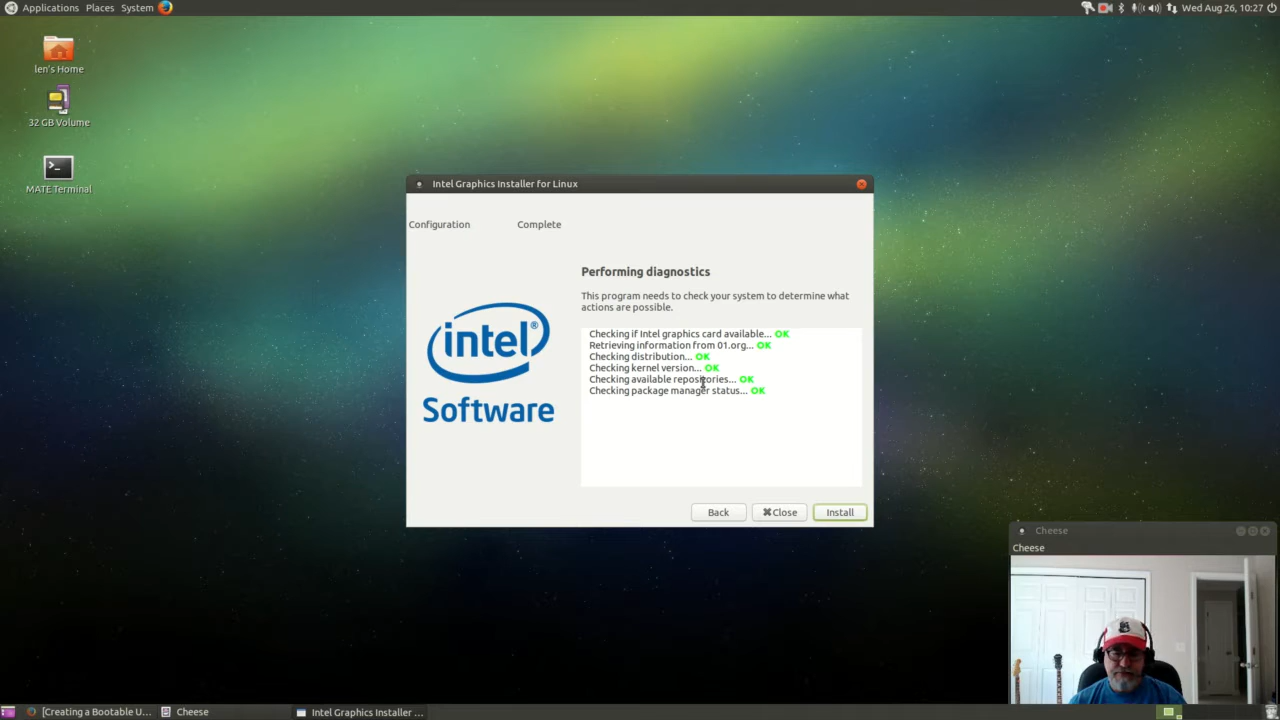 Applications Places System Wed Aug 26, 10:27
len's Home
32 GB Volume
MATE Terminal
Intel Graphics Installer for Linux
Configuration Complete
Performing diagnostics
This program needs to check your system to determine what
actions are possible.
Checking if Intel graphics card available... OK
Retrieving information from 01.org... OK
Checking distribution... OK
Checking kernel version... OK
Checking available repositories... OK
Checking package manager status... OK
intel®
Software
Back Close Install
Cheese
Cheese
[Creating a Bootable U... Cheese Intel Graphics Installer ...